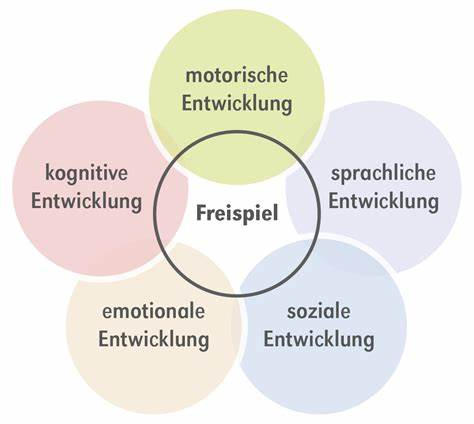 motorische
Entwicklung
kognitive
Entwicklung
sprachliche
Entwicklung
Freispiel
emotionale
Entwicklung
soziale
Entwicklung